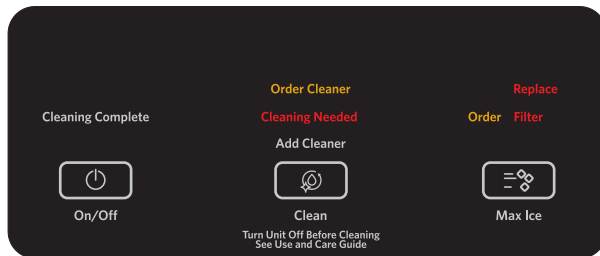 Order Cleaner
Replace
Cleaning Complete
Cleaning Needed
Order Filter
Add Cleaner
On/Off
Clean
Max Ice
Turn Unit Off Before Cleaning
See Use and Care Guide